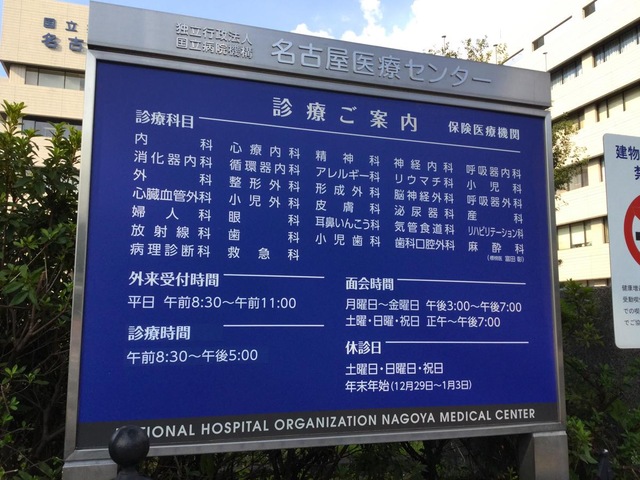 国立
名古
独立行政法人
国立病院機構
名古屋医療センター
診療ご案内
保険医療機関
診療科目
内科 心療内科 精神科 神経内科 呼吸器内科
消化器内科 循環器内科 アレルギー科 リウマチ科 小児科
外科 整形外科 形成外科 脳神経外科 呼吸器外科
心臓血管外科 小児外科 皮膚科 泌尿器科 産科
婦人科 眼科 耳鼻いんこう科 気管食道科 リハビリテーション科
放射線科 歯科 小児歯科 歯科口腔外科 麻酔科
病理診断科 救急科
外来受付時間
平日 午前8:30〜午前11:00
診療時間
午前8:30〜午後5:00
面会時間
月曜日〜金曜日 午後3:00〜午後7:00
土曜・日曜・祝日 正午〜午後7:00
休診日
土曜日・日曜日・祝日
年末年始(12月29日〜1月3日)
NATIONAL HOSPITAL ORGANIZATION NAGOYA MEDICAL CENTER
建物
健康増
受動喫
での喫
でご協